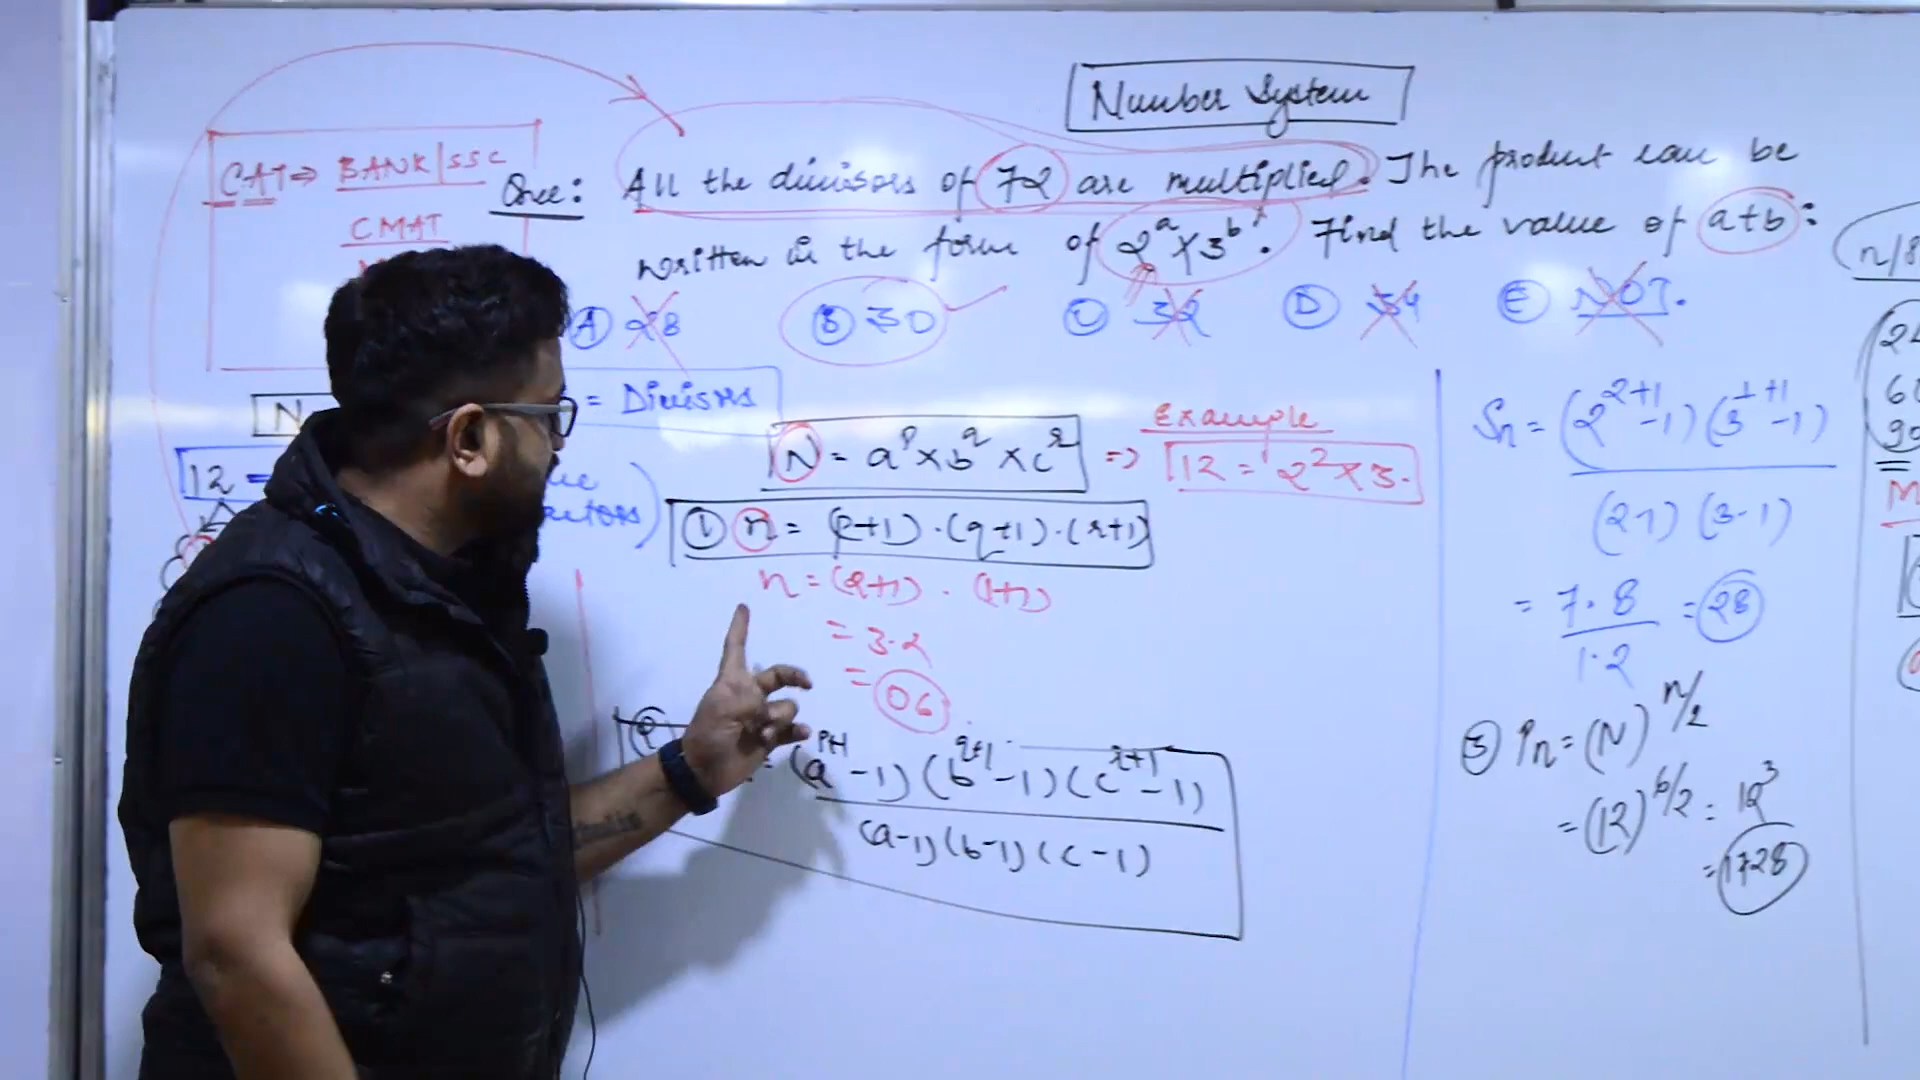 Number System
CAT ⇒ BANK|SSC
CMAT
Que: All the divisors of 72 are multiplied. The product can be
written in the form of 2^a × 3^b. Find the value of a+b:
(A) 28 (B) 30 (C) 32 (D) 34 (E) NOT.
N = Divisors
12 =
N = a^p × b^q × c^r ⇒
Example
12 = 2^2 × 3.
① n = (p+1) · (q+1) · (r+1)
n = (2+1) · (1+1)
= 3·2
= 06
(a^p+1 - 1) (b^q+1 - 1) (c^r+1 - 1)
(a-1) (b-1) (c-1)
Sn = (2^2+1 - 1) (3^1+1 - 1)
(2-1) (3-1)
= 7·8 = 28
1·2
③ Pn = (N)^n/2
= (12)^6/2 = 12^3
= 1728
n/8